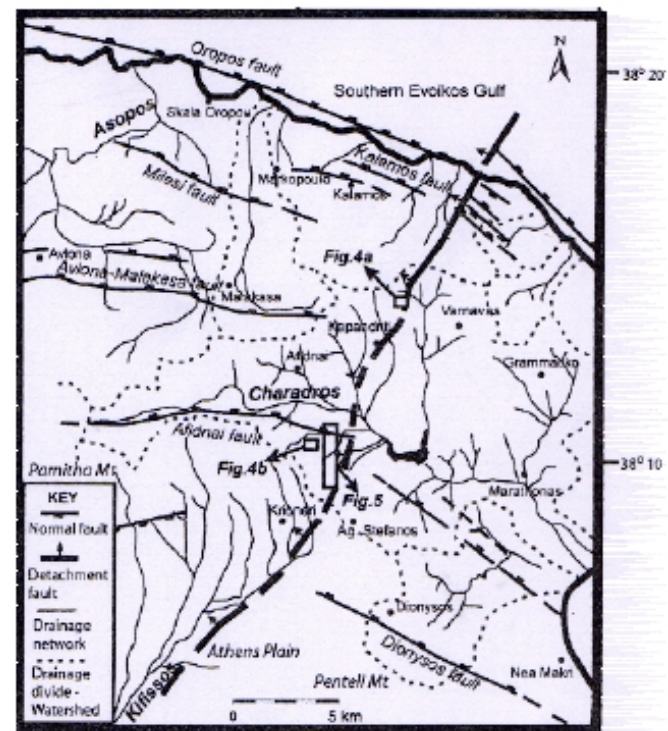 Oropos fault
N
38° 20'
Southern Evoikos Gulf
Skala Oropou
Asopos
Milesi fault
Markopoulo
Kalamos
Kalamos fault
Fig.4a
Avlona
Avlona-Malakasa fault
Malakasa
Kapandriti
Varnavas
Afidnai
Grammatiko
Charadros
Afidnai fault
Fig.4b
38° 10
Parnitha Mt
Fig.5
Marathonas
KEY
Normal fault
Detachment
fault
Drainage
network
Drainage
divide -
Watershed
Krioneri
Ag. Stefanos
Dionysos
Athens Plain
Dionysos fault
Nea Makri
Kifissos
Penteli Mt
0 5 km